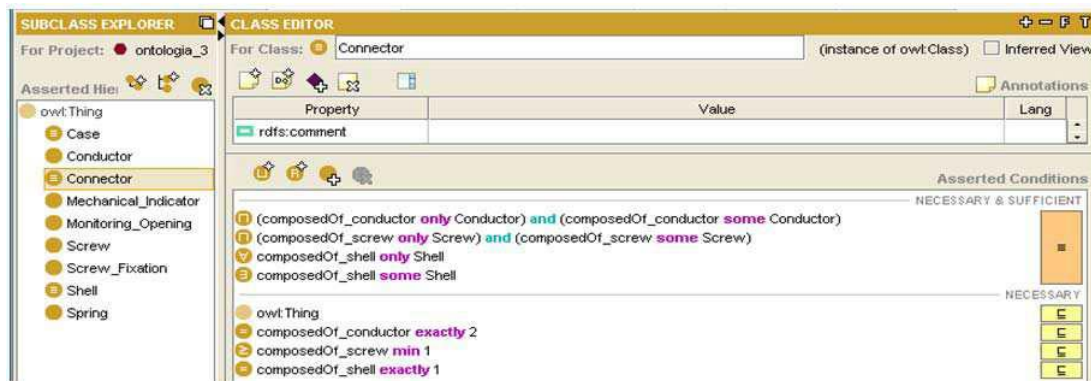 SUBCLASS EXPLORER
For Project: ontologia_3
Asserted Hie
owl:Thing
Case
Conductor
Connector
Mechanical_Indicator
Monitoring_Opening
Screw
Screw_Fixation
Shell
Spring
CLASS EDITOR
For Class: Connector (instance of owl:Class) Inferred View
Annotations
Property Value Lang
rdfs:comment
Asserted Conditions
NECESSARY & SUFFICIENT
(composedOf_conductor only Conductor) and (composedOf_conductor some Conductor)
(composedOf_screw only Screw) and (composedOf_screw some Screw)
composedOf_shell only Shell
composedOf_shell some Shell
NECESSARY
owl:Thing
composedOf_conductor exactly 2
composedOf_screw min 1
composedOf_shell exactly 1